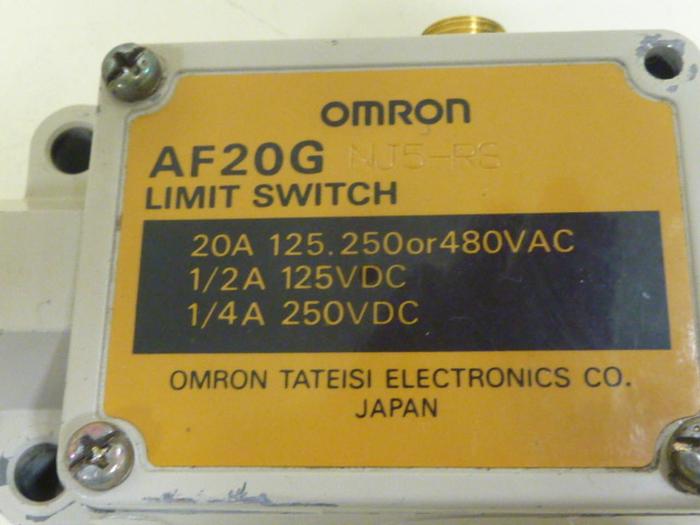 OMRON
AF20G NJ5-RS
LIMIT SWITCH
20A 125.250or480VAC
1/2A 125VDC
1/4A 250VDC
OMRON TATEISI ELECTRONICS CO.
JAPAN